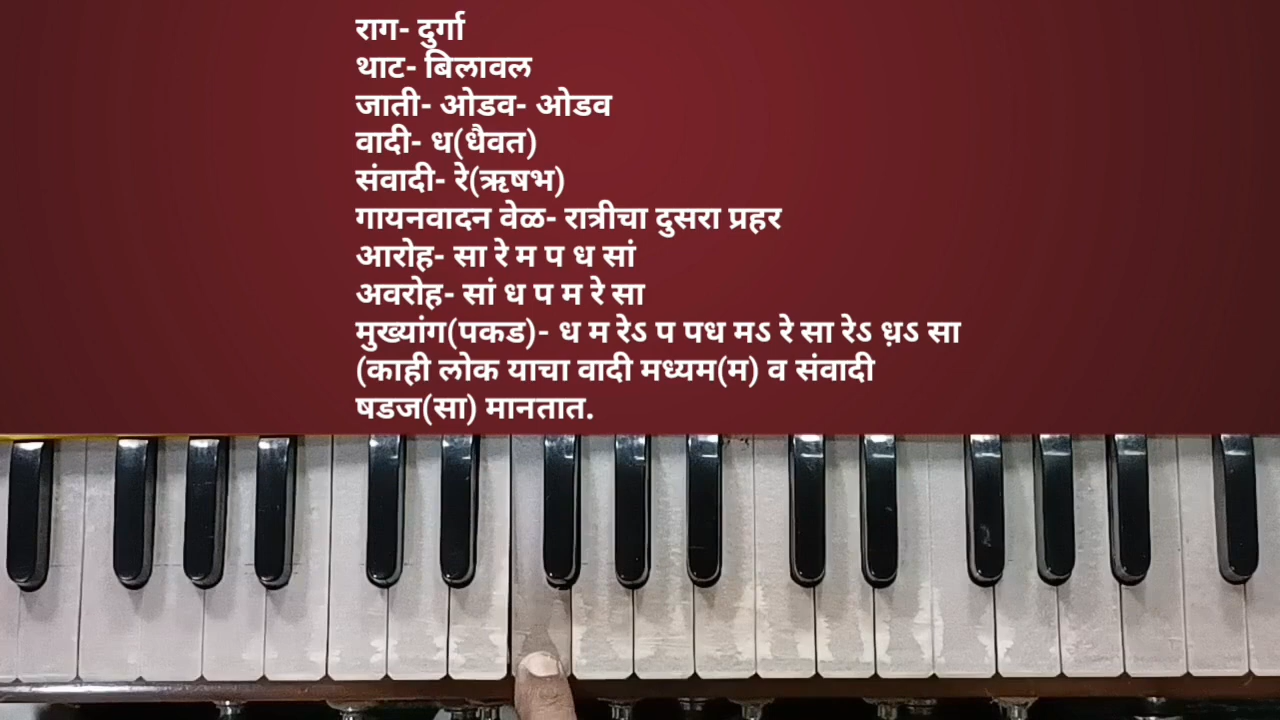 राग- दुर्गा
थाट- बिलावल
जाती- ओडव- ओडव
वादी- ध(धैवत)
संवादी- रे(ऋषभ)
गायनवादन वेळ- रात्रीचा दुसरा प्रहर
आरोह- सा रे म प ध सां
अवरोह- सां ध प म रे सा
मुख्यांग(पकड)- ध म रेऽ प पध मऽ रे सा रेऽ ध़ऽ सा
(काही लोक याचा वादी मध्यम(म) व संवादी
षडज(सा) मानतात.